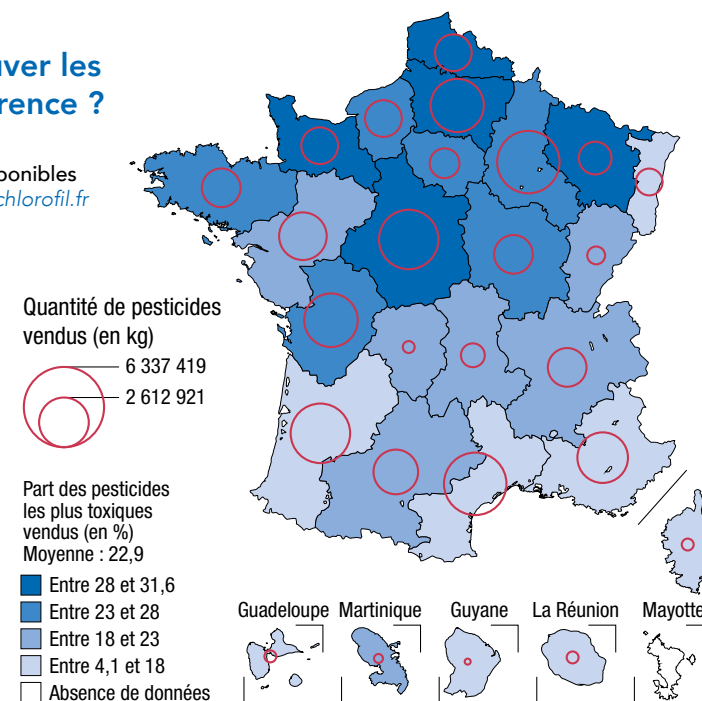 uver les
rence ?
ponibles
chlorofil.fr
Quantité de pesticides
vendus (en kg)
6 337 419
2 612 921
Part des pesticides
les plus toxiques
vendus (en %)
Moyenne : 22,9
Entre 28 et 31,6
Entre 23 et 28
Entre 18 et 23
Entre 4,1 et 18
Absence de données
Guadeloupe Martinique Guyane La Réunion Mayotte